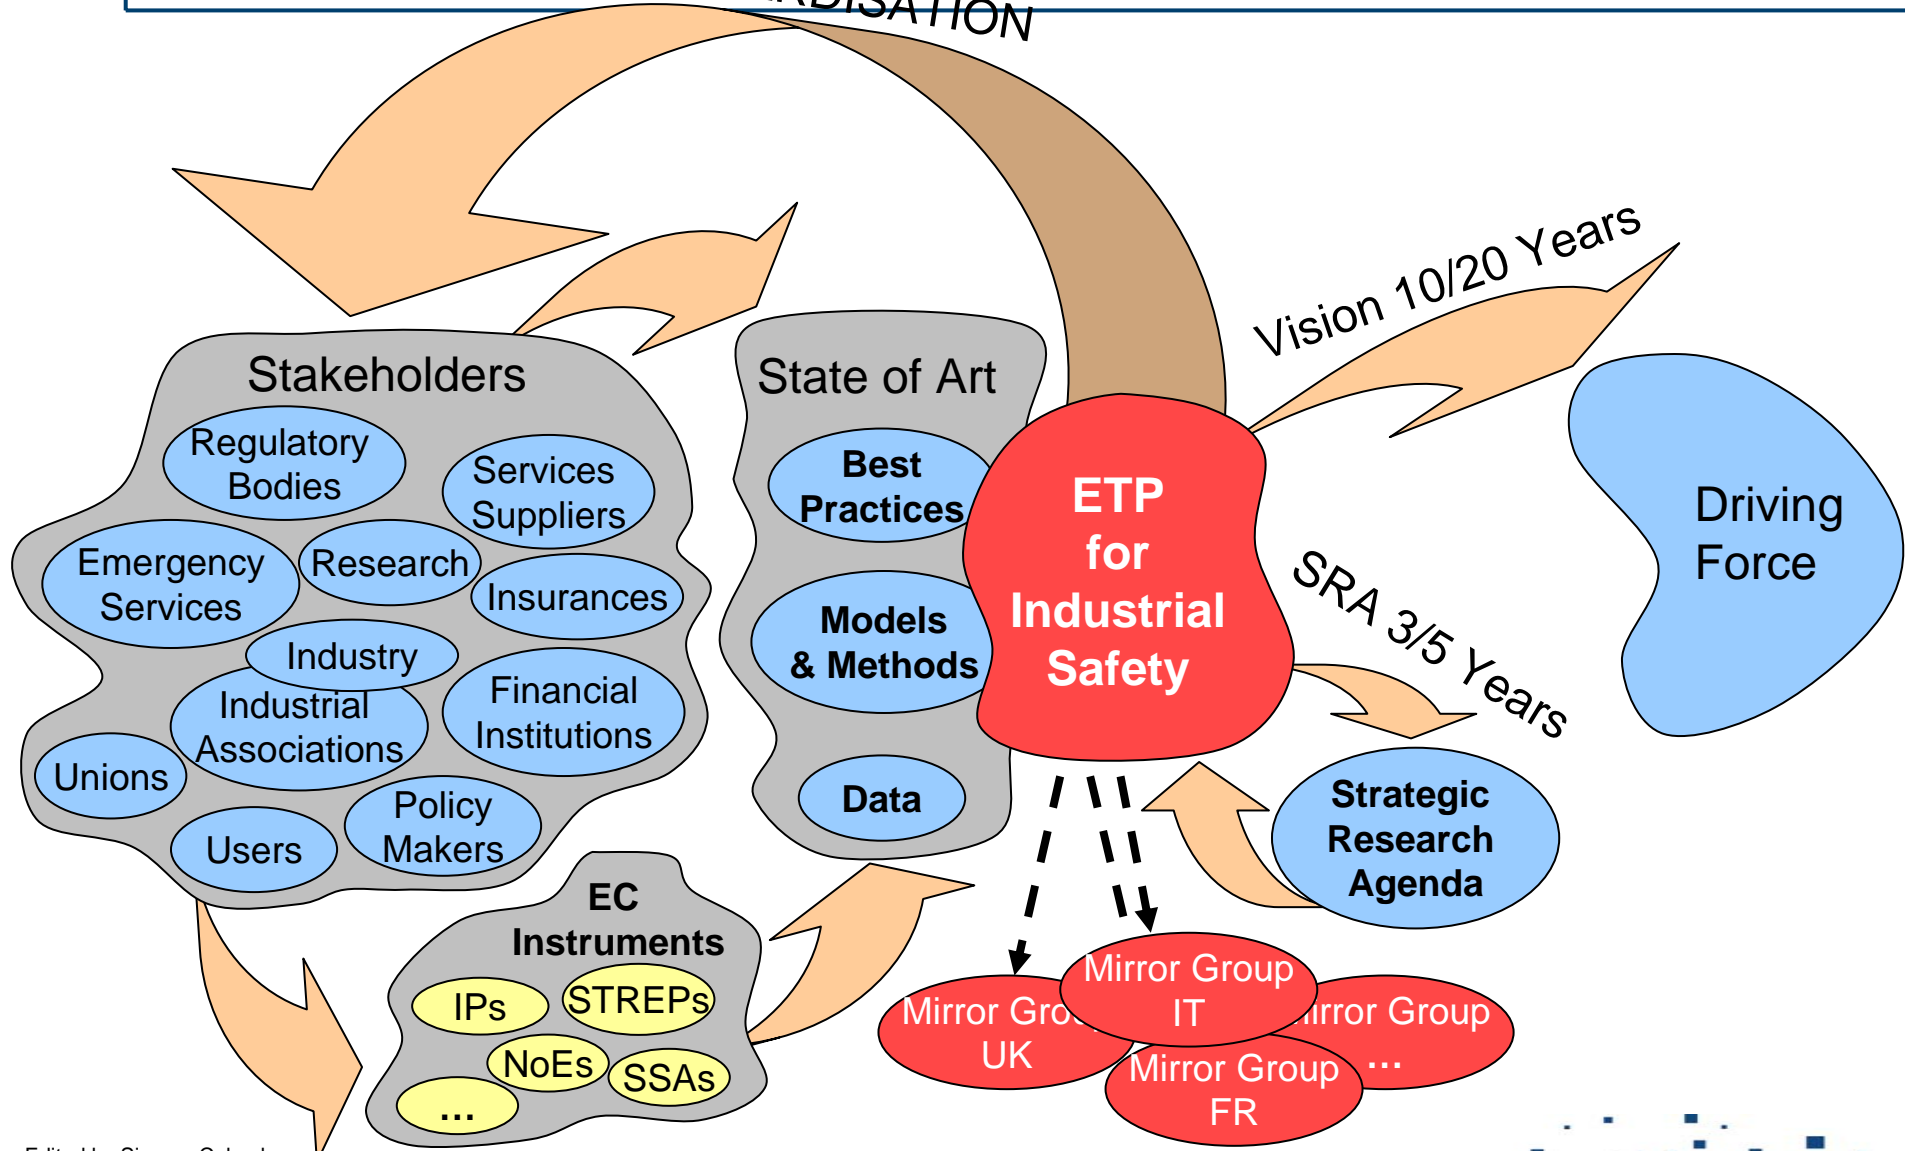 Vision 10/20 Years
Stakeholders
State of Art
Regulatory
Bodies
Services
Suppliers
Best
Practices
ETP
for
Industrial
Safety
Driving
Force
Emergency
Services
Research
Insurances
SRA 3/5 Years
Models
& Methods
Industry
Industrial
Associations
Financial
Institutions
Unions
Users
Policy
Makers
Data
Strategic
Research
Agenda
EC
Instruments
IPs
STREPs
NoEs
SSAs
...
Mirror Group
IT
Mirror
UK
Group
...
Mirror Group
FR